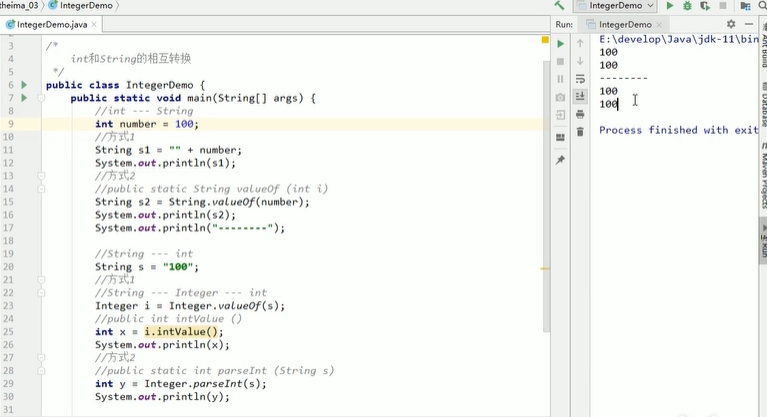 theima_03
IntegerDemo
IntegerDemo
IntegerDemo.java
Run:
IntegerDemo
3 /*
4 int和String的相互转换
5 */
6 public class IntegerDemo {
7 public static void main(String[] args) {
8 //int --- String
9 int number = 100;
10 //方式1
11 String s1 = "" + number;
12 System.out.println(s1);
13 //方式2
14 //public static String valueOf (int i)
15 String s2 = String.valueOf(number);
16 System.out.println(s2);
17 System.out.println("--------");
18
19 //String --- int
20 String s = "100";
21 //方式1
22 //String --- Integer --- int
23 Integer i = Integer.valueOf(s);
24 //public int intValue ()
25 int x = i.intValue();
26 System.out.println(x);
27 //方式2
28 //public static int parseInt (String s)
29 int y = Integer.parseInt(s);
30 System.out.println(y);
31
E:\develop\Java\jdk-11\bin
100
100
--------
100
100
Process finished with exit
Ant Build
Database
Maven Projects